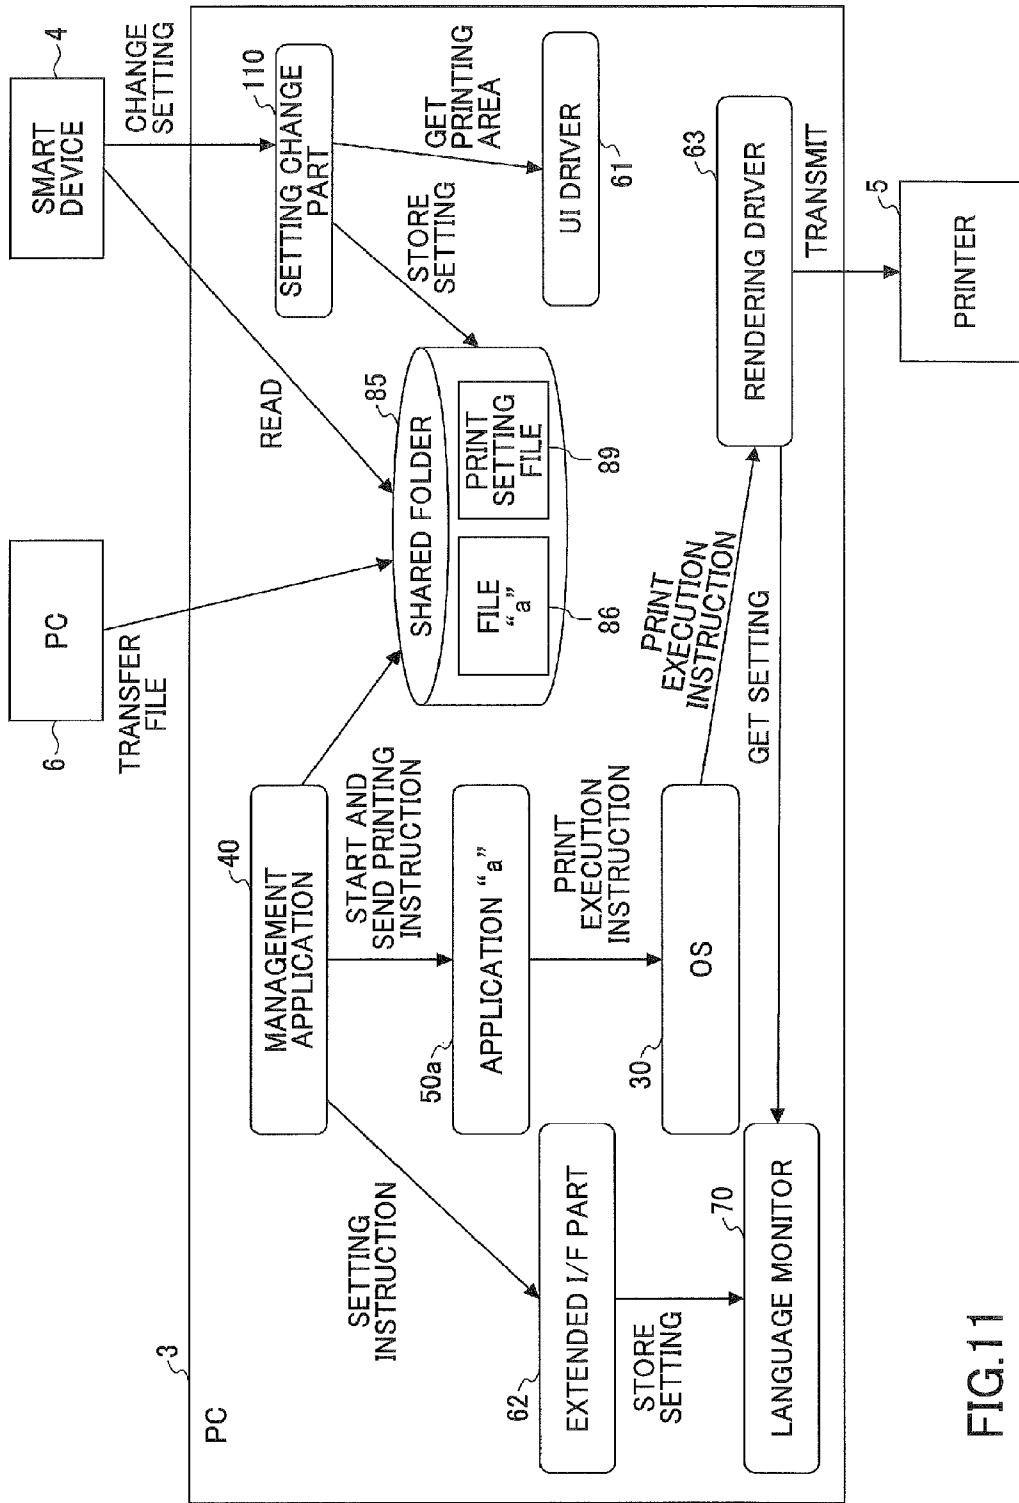 3
PC
6
PC
TRANSFER
FILE
SMART
DEVICE
4
CHANGE
SETTING
READ
MANAGEMENT
APPLICATION
40
SETTING
INSTRUCTION
START AND
SEND PRINTING
INSTRUCTION
SHARED FOLDER
85
FILE
"a"
86
PRINT
SETTING
FILE
89
SETTING CHANGE
PART
110
STORE
SETTING
GET
PRINTING
AREA
UI DRIVER
61
50a
APPLICATION "a"
PRINT
EXECUTION
INSTRUCTION
62
EXTENDED I/F PART
STORE
SETTING
30
OS
PRINT
EXECUTION
INSTRUCTION
GET SETTING
LANGUAGE MONITOR
70
RENDERING DRIVER
63
TRANSMIT
PRINTER
5
FIG.11